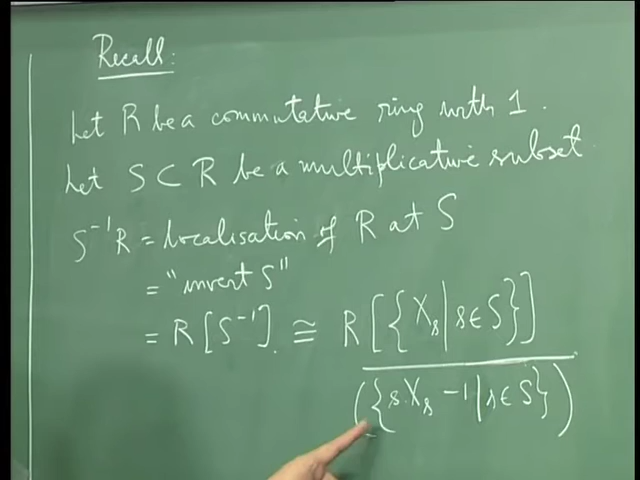 Recall:
Let R be a commutative ring with 1.
Let S ⊂ R be a multiplicative subset.
S⁻¹R = localisation of R at S
= "invert S"
= R[S⁻¹] ≅ R[{X_s | s ∈ S}]
({s.X_s − 1 | s ∈ S})